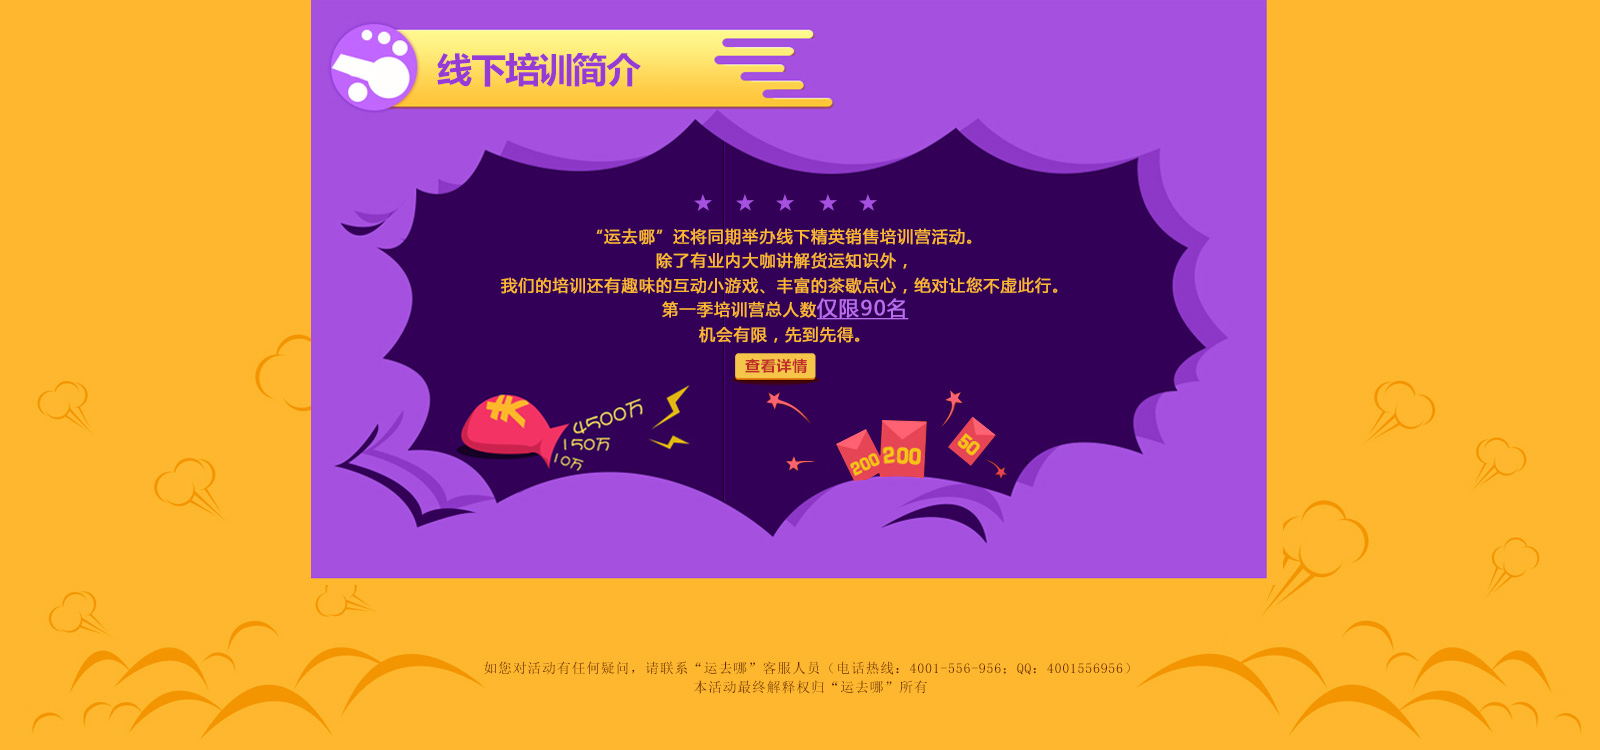 线下培训简介
“运去哪”还将同期举办线下精英销售培训营活动。
除了有业内大咖讲解货运知识外，
我们的培训还有趣味的互动小游戏、丰富的茶歇点心，绝对让您不虚此行。
第一季培训营总人数仅限90名
机会有限，先到先得。
查看详情
4500万
150万
10万
200
200
50
如您对活动有任何疑问，请联系“运去哪”客服人员（电话热线：4001-556-956；QQ：4001556956）
本活动最终解释权归“运去哪”所有